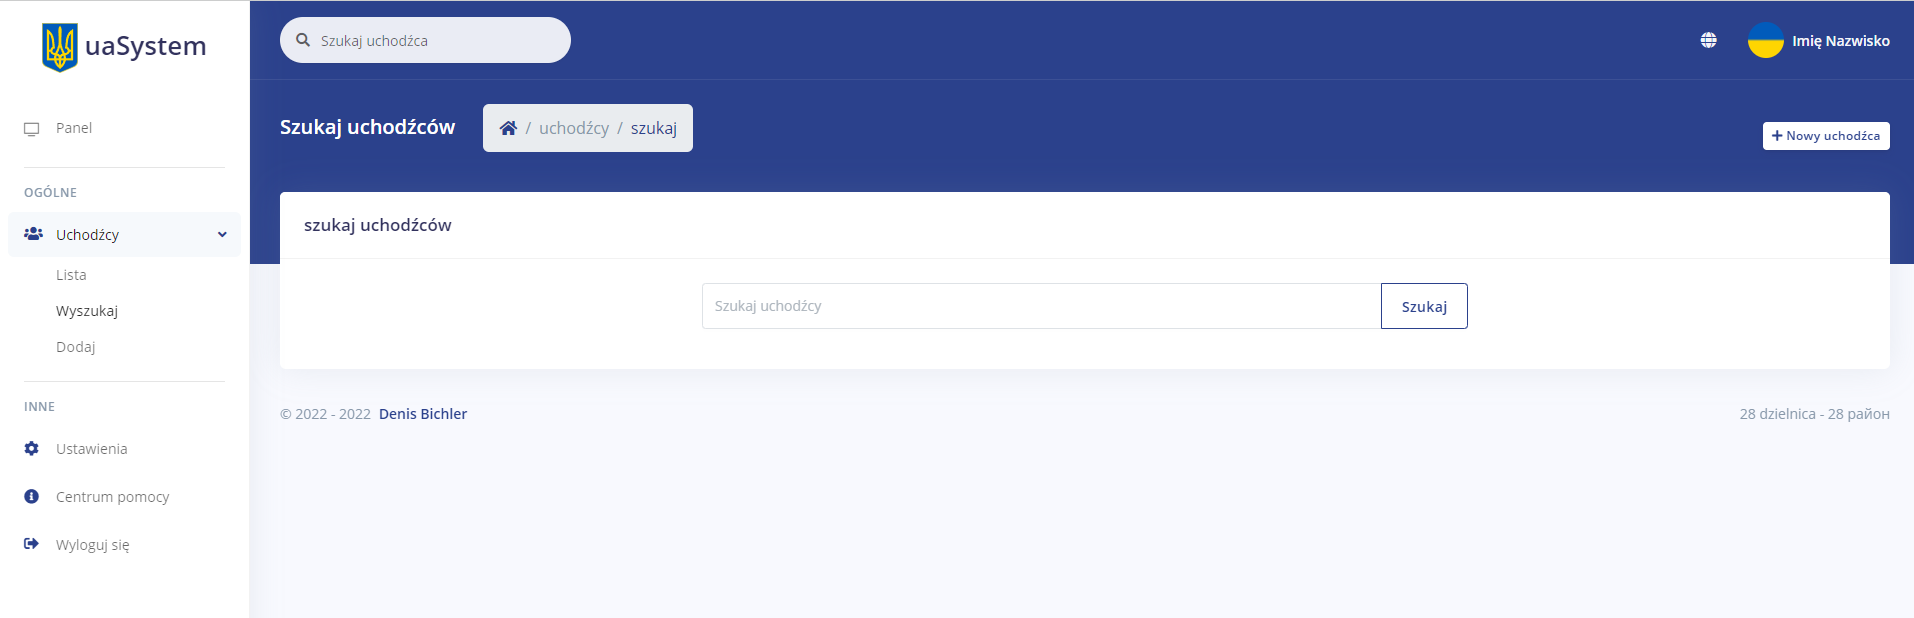 uaSystem
Panel
OGÓLNE
Uchodźcy
Lista
Wyszukaj
Dodaj
INNE
Ustawienia
Centrum pomocy
Wyloguj się
Szukaj uchodźca
Imię Nazwisko
Szukaj uchodźców
/ uchodźcy / szukaj
+ Nowy uchodźca
szukaj uchodźców
Szukaj uchodźcy
Szukaj
© 2022 - 2022 Denis Bichler
28 dzielnica - 28 район